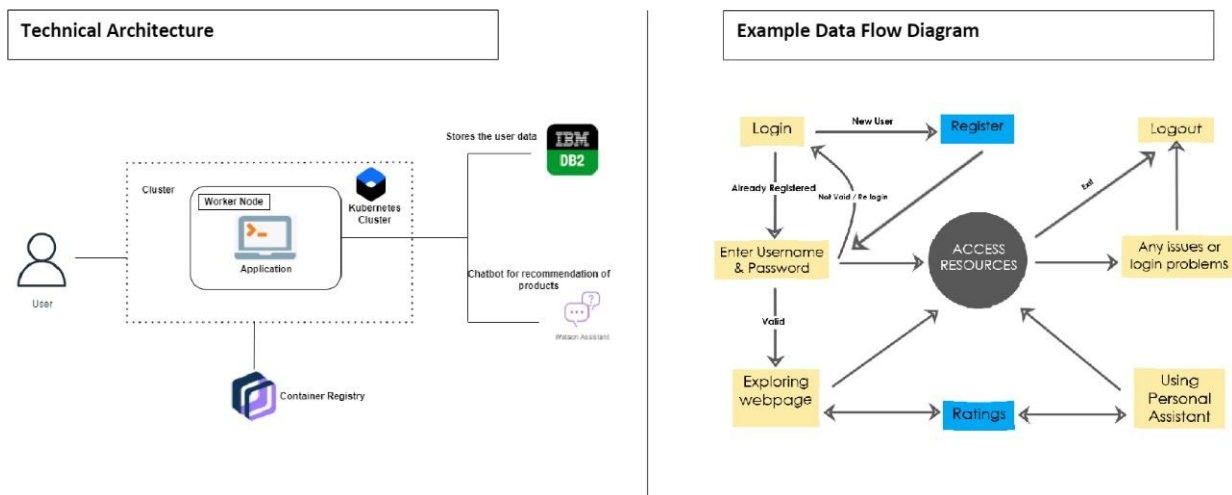 Technical Architecture
Stores the user data
IBM
DB2
Cluster
Worker Node
Kubernetes
Cluster
Application
User
Chatbot for recommendation of
products
Watson Assistant
Container Registry
Example Data Flow Diagram
Login
New User
Register
Logout
Already Registered
Not Vaid / Re login
Exit
Enter Username
& Password
ACCESS
RESOURCES
Any issues or
login problems
Valid
Exploring
webpage
Ratings
Using
Personal
Assistant